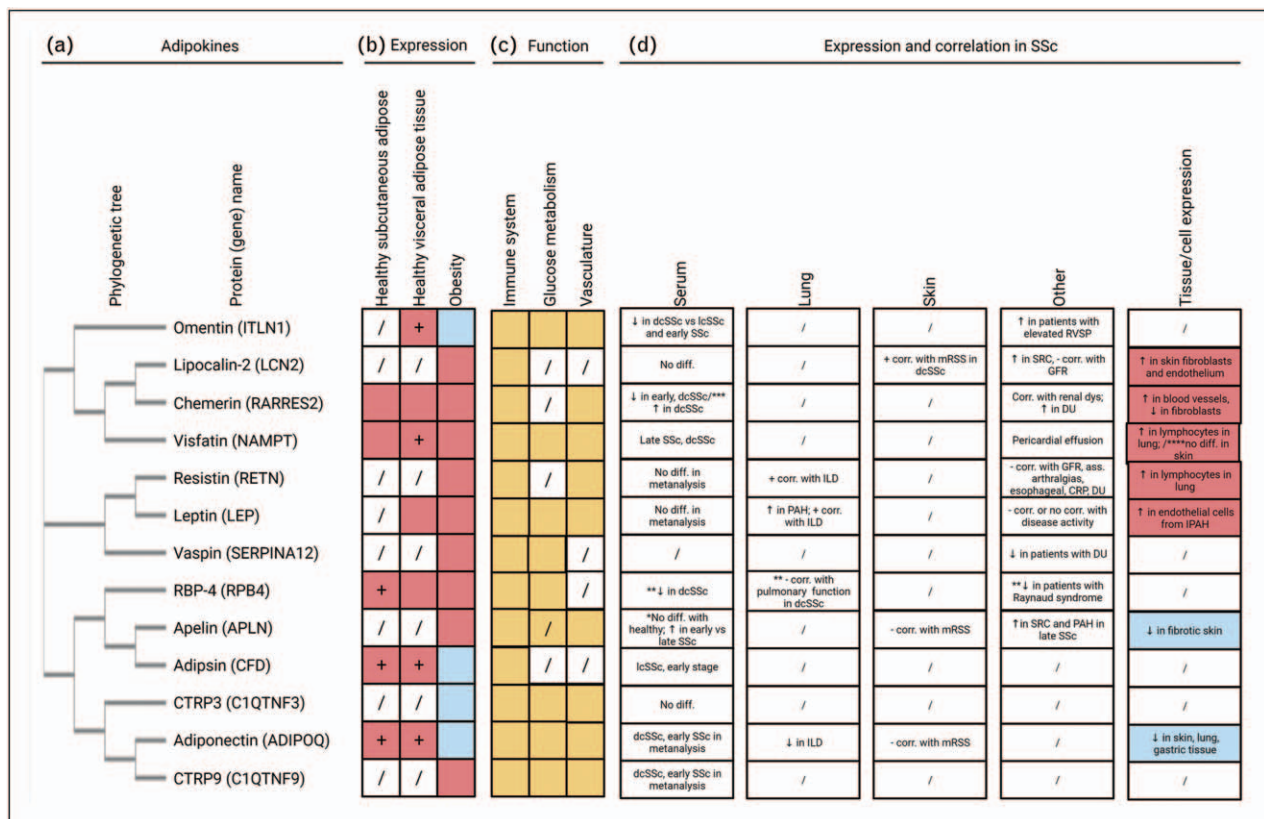 (a) Adipokines (b) Expression (c) Function (d) Expression and correlation in SSc
Phylogenetic tree
Protein (gene) name
Healthy subcutaneous adipose
Healthy visceral adipose tissue
Obesity
Immune system
Glucose metabolism
Vasculature
Serum
Lung
Skin
Other
Tissue/cell expression
Omentin (ITLN1)
/ +
↓ in dcSSc vs lcSSc
and early SSc
/
/
↑ in patients with
elevated RVSP
/
Lipocalin-2 (LCN2)
/ / / /
No diff.
/
+ corr. with mRSS in
dcSSc
↑ in SRC, - corr. with
GFR
↑ in skin fibroblasts
and endothelium
Chemerin (RARRES2)
/
↓ in early, dcSSc/***
↑ in dcSSc
/
/
Corr. with renal dys;
↑ in DU
↑ in blood vessels,
↓ in fibroblasts
Visfatin (NAMPT)
+
Late SSc, dcSSc
/
/
Pericardial effusion
↑ in lymphocytes in
lung; /****no diff. in
skin
Resistin (RETN)
/ / /
No diff. in
metanalysis
+ corr. with ILD
/
- corr. with GFR, ass.
arthralgias,
esophageal, CRP, DU
↑ in lymphocytes in
lung
Leptin (LEP)
/
No diff. in
metanalysis
↑ in PAH; + corr.
with ILD
/
- corr. or no corr. with
disease activity
↑ in endothelial cells
from IPAH
Vaspin (SERPINA12)
/ / /
/
/
/
↓ in patients with DU
/
RBP-4 (RPB4)
+ /
**↓ in dcSSc
** - corr. with
pulmonary function
in dcSSc
/
**↓ in patients with
Raynaud syndrome
/
Apelin (APLN)
/ / /
*No diff. with
healthy; ↑ in early vs
late SSc
/
- corr. with mRSS
↑in SRC and PAH in
late SSc
↓ in fibrotic skin
Adipsin (CFD)
+ + / /
lcSSc, early stage
/
/
/
/
CTRP3 (C1QTNF3)
/ /
No diff.
/
/
/
/
Adiponectin (ADIPOQ)
+ +
dcSSc, early SSc in
metanalysis
↓ in ILD
- corr. with mRSS
/
↓ in skin, lung,
gastric tissue
CTRP9 (C1QTNF9)
/ /
dcSSc, early SSc in
metanalysis
/
/
/
/